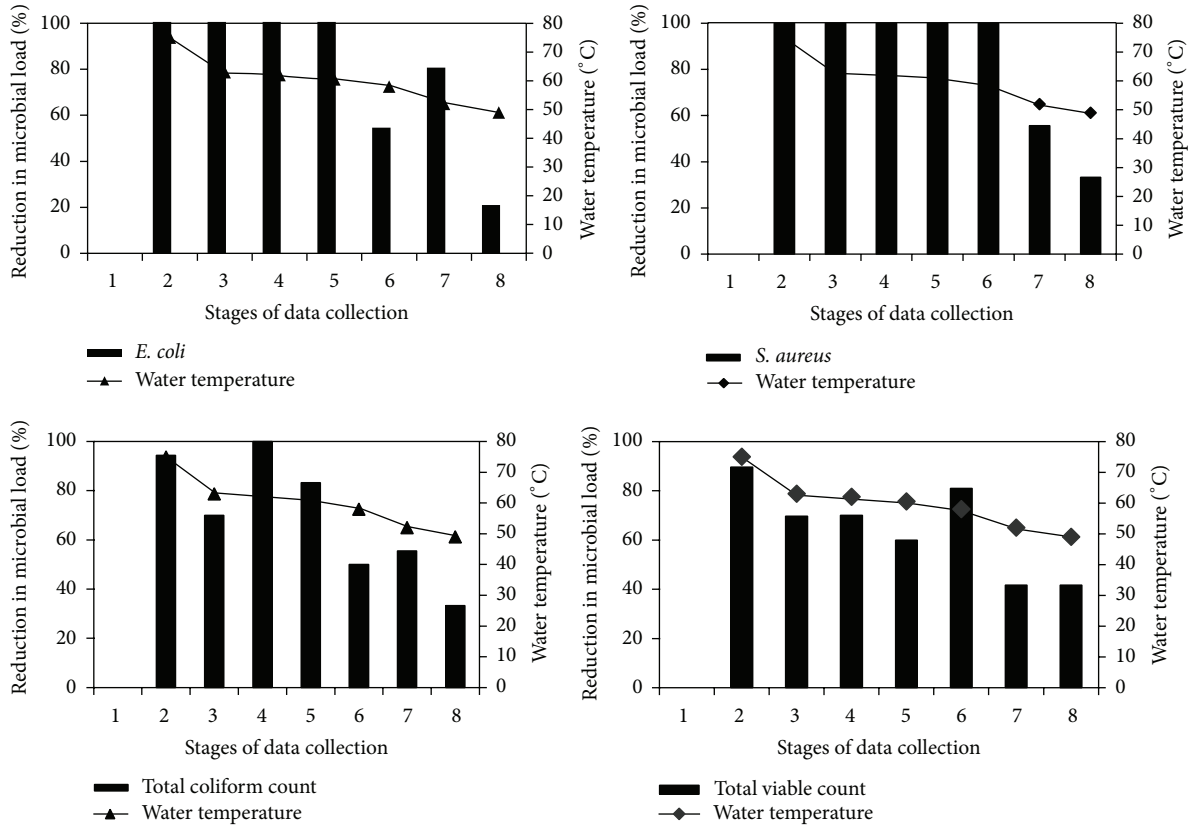 Reduction in microbial load (%)
100
80
60
40
20
0
80
70
60
50
40
30
20
10
0
Water temperature (˚C)
1 2 3 4 5 6 7 8
Stages of data collection
E. coli
Water temperature
Reduction in microbial load (%)
100
80
60
40
20
0
80
70
60
50
40
30
20
10
0
Water temperature (˚C)
1 2 3 4 5 6 7 8
Stages of data collection
S. aureus
Water temperature
Reduction in microbial load (%)
100
80
60
40
20
0
80
70
60
50
40
30
20
10
0
Water temperature (˚C)
1 2 3 4 5 6 7 8
Stages of data collection
Total coliform count
Water temperature
Reduction in microbial load (%)
100
80
60
40
20
0
80
70
60
50
40
30
20
10
0
Water temperature (˚C)
1 2 3 4 5 6 7 8
Stages of data collection
Total viable count
Water temperature